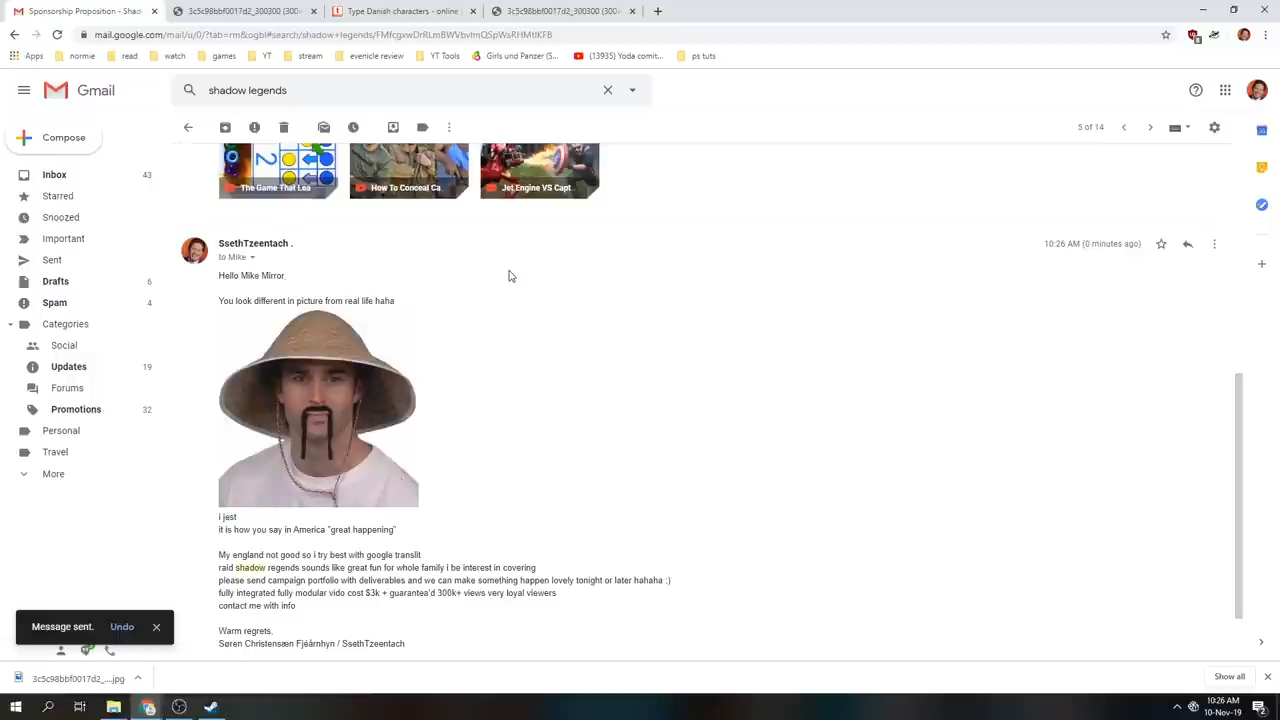 Sponsorship Proposition - Shad
3c5c98bbf0017d2_300300 (300×
Type Danish characters - online
3c5c98bbf0017d2_300300 (300×
mail.google.com/mail/u/0/?tab=rm&ogbl#search/shadow+legends/FMfcgxwDrRLmBWVbvImQSpWsRHMtlKFB
Apps
normie
read
watch
games
YT
stream
evenicle review
YT Tools
Girls und Panzer (S...
(13935) Yoda comit...
ps tuts
Gmail
shadow legends
Compose
5 of 14
Inbox 43
Starred
Snoozed
Important
Sent
Drafts 6
Spam 4
Categories
Social
Updates 19
Forums
Promotions 32
Personal
Travel
More
The Game That Lea
How To Conceal Ca
Jet Engine VS Capt
SsethTzeentach .
10:26 AM (0 minutes ago)
to Mike
Hello Mike Mirror,
You look different in picture from real life haha
i jest
it is how you say in America "great happening"
My england not good so i try best with google translit
raid shadow regends sounds like great fun for whole family i be interest in covering
please send campaign portfolio with deliverables and we can make something happen lovely tonight or later hahaha :)
fully integrated fully modular vido cost $3k + guarantea'd 300k+ views very loyal viewers
contact me with info
Warm regrets,
Søren Christensæn Fjéårnhyn / SsethTzeentach
Message sent.
Undo
3c5c98bbf0017d2_....jpg
Show all
10:26 AM
10-Nov-19
2